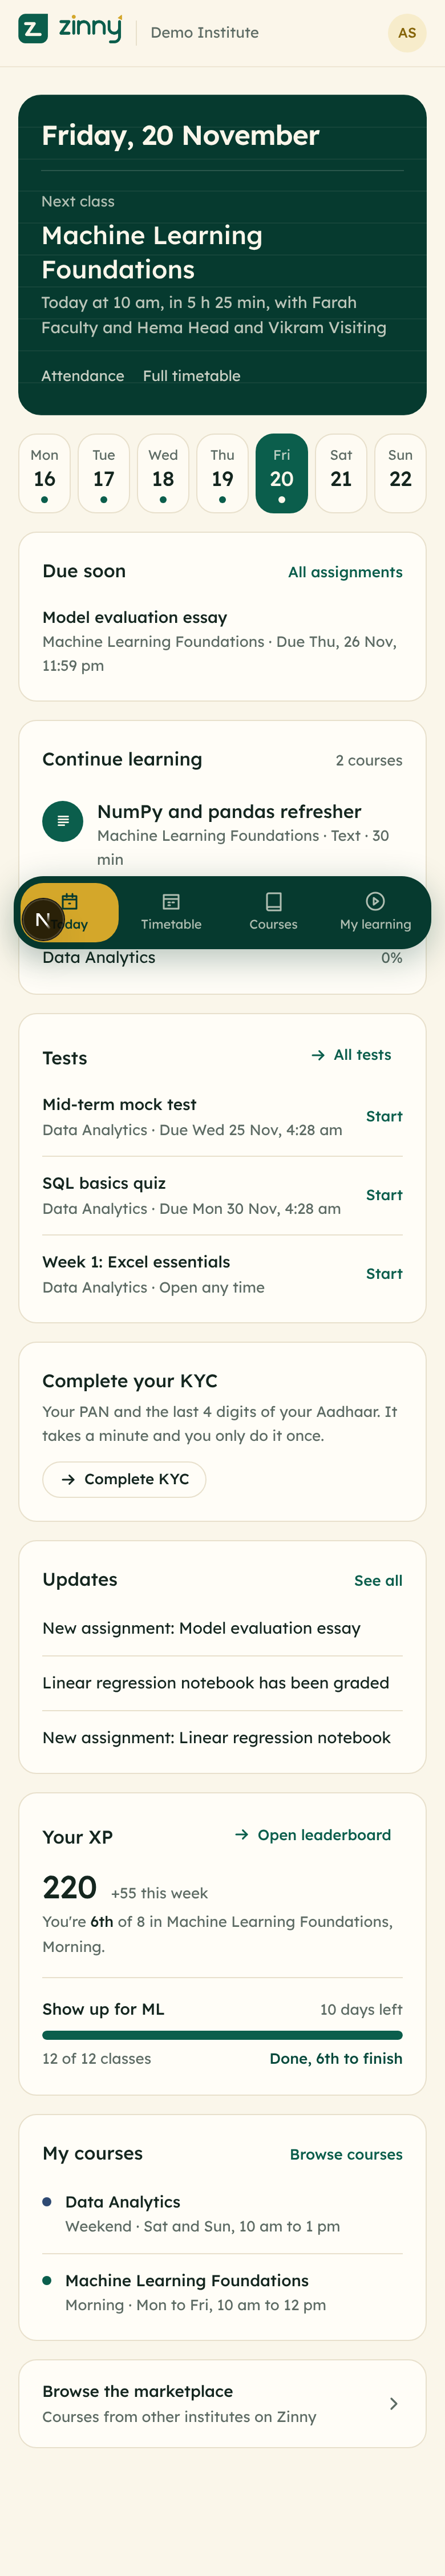 zinny
Demo Institute
AS
Friday, 20 November
Next class
Machine Learning
Foundations
Today at 10 am, in 5 h 25 min, with Farah
Faculty and Hema Head and Vikram Visiting
Attendance Full timetable
Mon Tue Wed Thu Fri Sat Sun
16 17 18 19 20 21 22
Due soon All assignments
Model evaluation essay
Machine Learning Foundations · Due Thu, 26 Nov,
11:59 pm
Continue learning 2 courses
NumPy and pandas refresher
Machine Learning Foundations · Text · 30
min
N
Timetable Courses My learning
Data Analytics 0%
Tests → All tests
Mid-term mock test
Data Analytics · Due Wed 25 Nov, 4:28 am
Start
SQL basics quiz
Data Analytics · Due Mon 30 Nov, 4:28 am
Start
Week 1: Excel essentials
Data Analytics · Open any time
Start
Complete your KYC
Your PAN and the last 4 digits of your Aadhaar. It
takes a minute and you only do it once.
→ Complete KYC
Updates See all
New assignment: Model evaluation essay
Linear regression notebook has been graded
New assignment: Linear regression notebook
Your XP → Open leaderboard
220 +55 this week
You're 6th of 8 in Machine Learning Foundations,
Morning.
Show up for ML 10 days left
12 of 12 classes Done, 6th to finish
My courses Browse courses
Data Analytics
Weekend · Sat and Sun, 10 am to 1 pm
Machine Learning Foundations
Morning · Mon to Fri, 10 am to 12 pm
Browse the marketplace
Courses from other institutes on Zinny